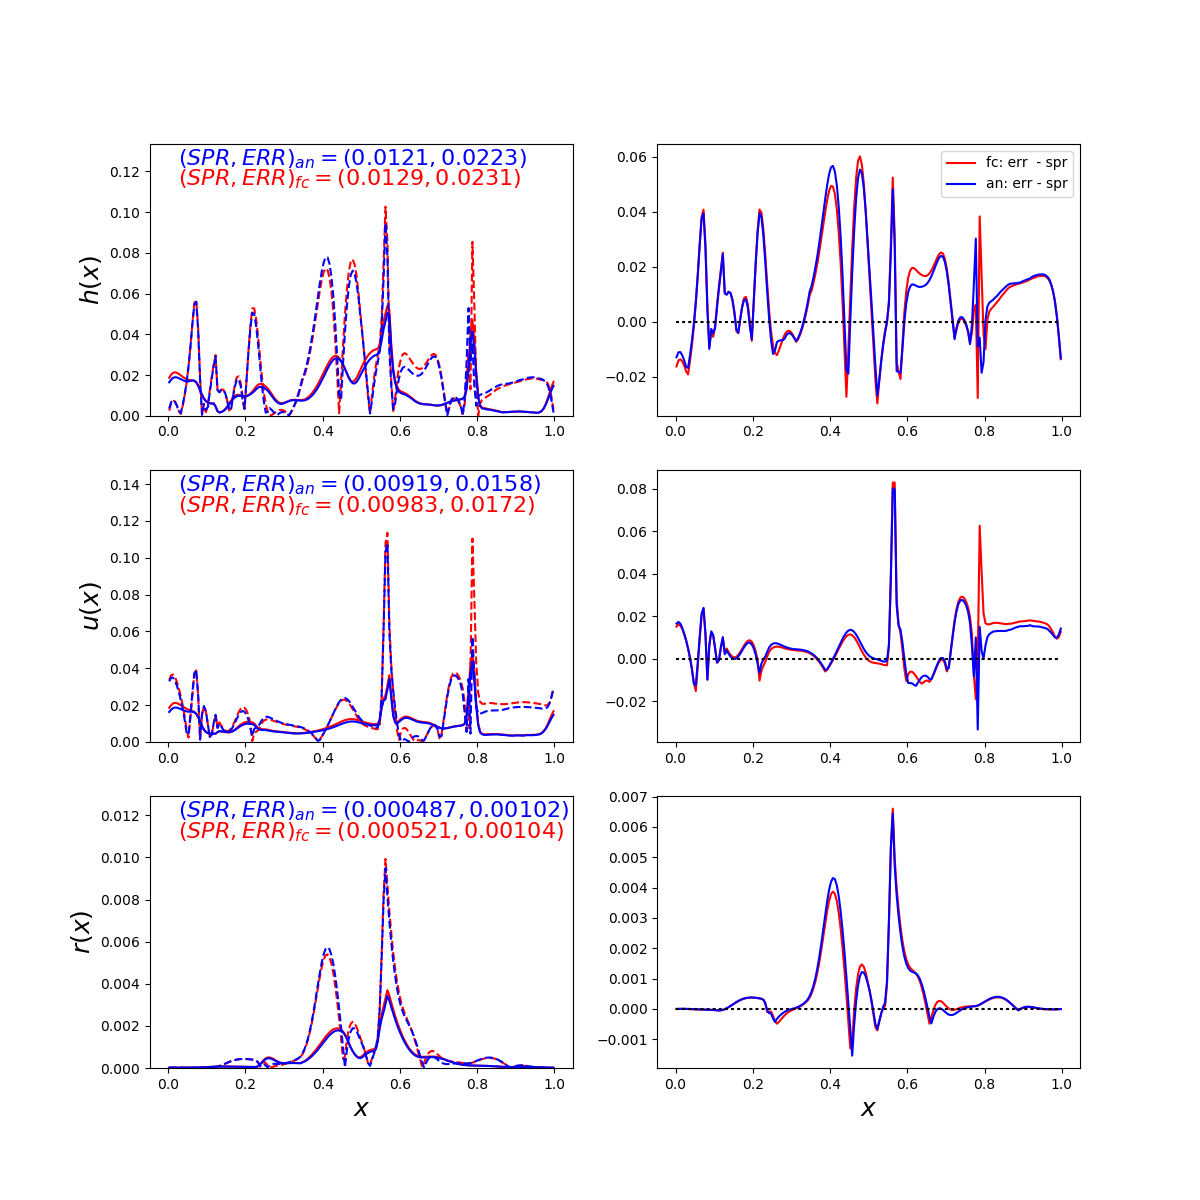 (SPR, ERR)an = (0.0121, 0.0223)
(SPR, ERR)fc = (0.0129, 0.0231)
h(x)
0.12
0.10
0.08
0.06
0.04
0.02
0.00
0.0 0.2 0.4 0.6 0.8 1.0
fc: err - spr
an: err - spr
0.06
0.04
0.02
0.00
−0.02
0.0 0.2 0.4 0.6 0.8 1.0
(SPR, ERR)an = (0.00919, 0.0158)
(SPR, ERR)fc = (0.00983, 0.0172)
u(x)
0.14
0.12
0.10
0.08
0.06
0.04
0.02
0.00
0.0 0.2 0.4 0.6 0.8 1.0
0.08
0.06
0.04
0.02
0.00
−0.02
0.0 0.2 0.4 0.6 0.8 1.0
(SPR, ERR)an = (0.000487, 0.00102)
(SPR, ERR)fc = (0.000521, 0.00104)
r(x)
0.012
0.010
0.008
0.006
0.004
0.002
0.000
0.0 0.2 0.4 0.6 0.8 1.0
x
0.007
0.006
0.005
0.004
0.003
0.002
0.001
0.000
−0.001
0.0 0.2 0.4 0.6 0.8 1.0
x